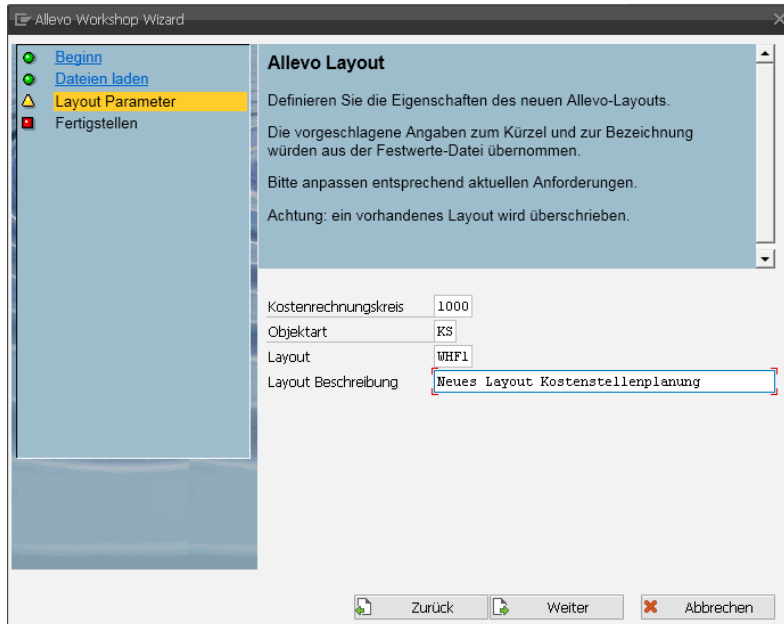 Allevo Workshop Wizard
Beginn
Dateien laden
Layout Parameter
Fertigstellen
Allevo Layout
Definieren Sie die Eigenschaften des neuen Allevo-Layouts.
Die vorgeschlagene Angaben zum Kürzel und zur Bezeichnung
würden aus der Festwerte-Datei übernommen.
Bitte anpassen entsprechend aktuellen Anforderungen.
Achtung: ein vorhandenes Layout wird überschrieben.
Kostenrechnungskreis 1000
Objektart KS
Layout WHF1
Layout Beschreibung Neues Layout Kostenstellenplanung
Zurück Weiter Abbrechen